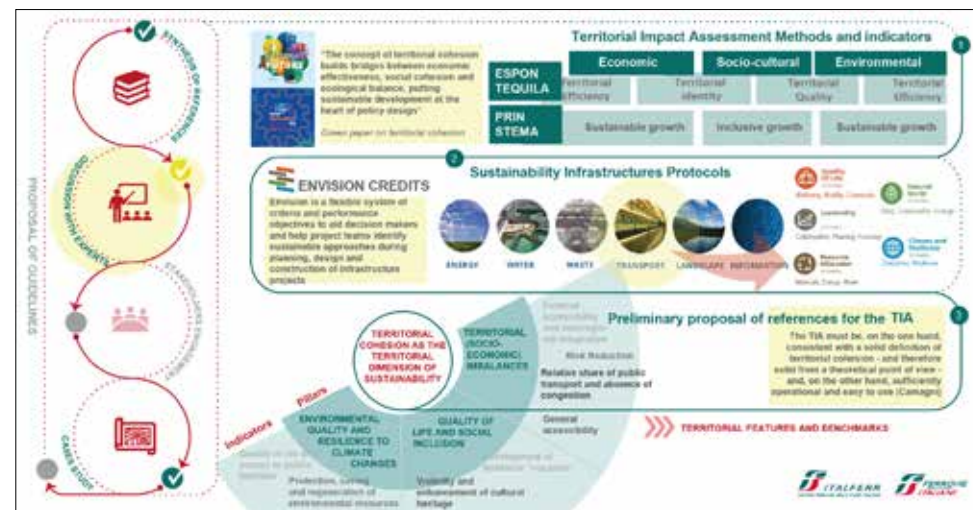 PROPOSAL OF GUIDELINES
SYNTHESIS OF REFERENCES
STAKEHOLDERS ENGAGEMENT
CASES STUDY
"The concept of territorial cohesion
builds bridges between economic
effectiveness, social cohesion and
ecological balance, putting
sustainable development at the
heart of policy design"
Green paper on territorial cohesion
Territorial Impact Assessment Methods and indicators
1
Economic
Socio-cultural
Environmental
ESPON
TEQUILA
Territorial
Efficiency
Territorial
Identity
Territorial
Quality
Territorial
Efficiency
PRIN
STEMA
Sustainable growth
Inclusive growth
Sustainable growth
2
Sustainability Infrastructures Protocols
ENVISION CREDITS
Envision is a flexible system of
criteria and performance
objectives to aid decision makers
and help project teams identify
sustainable approaches during
planning, design and
construction of infrastructure
projects
ENERGY
WATER
WASTE
TRANSPORT
LANDSCAPE
INFORMATION
Quality
of Life
Leadership
Resource
Allocation
Natural
World
Climate and
Resilience
3
Preliminary proposal of references for the TIA
The TIA must be, on the one hand,
consistent with a solid definition of
territorial cohesion - and therefore
solid from a theoretical point of view -
and, on the other hand, sufficiently
operational and easy to use (Camagni)
TERRITORIAL
COHESION AS THE
TERRITORIAL
DIMENSION OF
SUSTAINABILITY
TERRITORIAL
(SOCIO-
ECONOMIC)
IMBALANCES
Risk Reduction
Relative share of public
transport and absence of
congestion
General
accessibility
Pillars
Indicators
ENVIRONMENTAL
QUALITY AND
RESILIENCE TO
CLIMATE
CHANGES
QUALITY OF
LIFE AND SOCIAL
INCLUSION
Protection, saving
and regeneration of
environmental resources
Visibility and
enhancement of cultural
heritage
TERRITORIAL FEATURES AND BENCHMARKS
ITALFERR
FERROVIE
ITALIANE